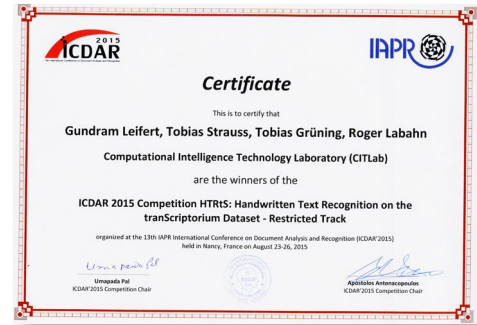 2015
ICDAR
IAPR
Certificate
This is to certify that
Gundram Leifert, Tobias Strauss, Tobias Grüning, Roger Labahn
Computational Intelligence Technology Laboratory (CITLab)
are the winners of the
ICDAR 2015 Competition HTRtS: Handwritten Text Recognition on the
tranScriptorium Dataset - Restricted Track
organized at the 13th IAPR International Conference on Document Analysis and Recognition (ICDAR'2015)
held in Nancy, France on August 23-26, 2015
Umapada Pal
Umapada Pal
ICDAR'2015 Competition Chair
Apostolos Antonacopoulos
ICDAR'2015 Competition Chair